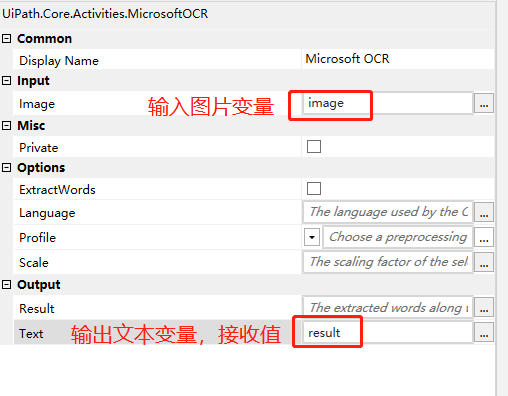 UiPath.Core.Activities.MicrosoftOCR
Common
Display Name Microsoft OCR
Input
Image 输入图片变量 image ...
Misc
Private
Options
ExtractWords
Language The language used by the O ...
Profile Choose a preprocessing ...
Scale The scaling factor of the sel ...
Output
Result The extracted words along ...
Text 输出文本变量，接收值 result ...